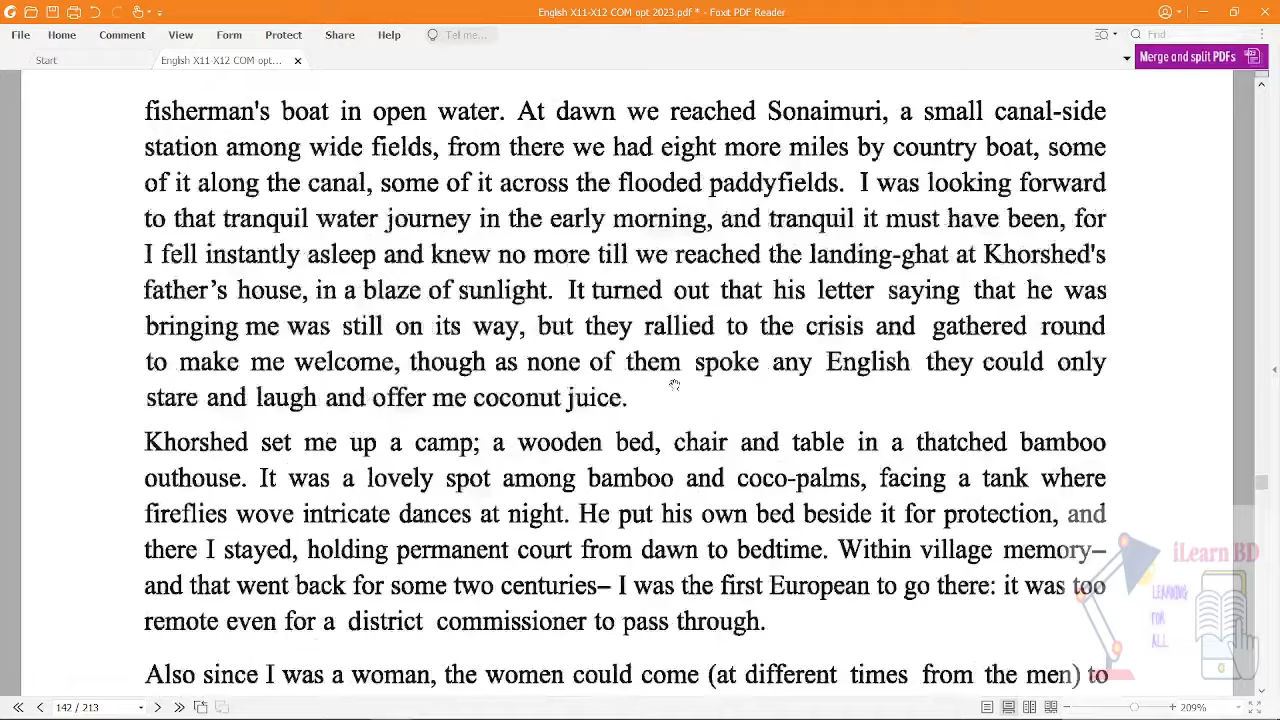 English X11-X12 COM opt 2023.pdf * - Foxit PDF Reader
File Home Comment View Form Protect Share Help Tell me... Find
Start English X11-X12 COM opt... Merge and split PDFs
fisherman's boat in open water. At dawn we reached Sonaimuri, a small canal-side
station among wide fields, from there we had eight more miles by country boat, some
of it along the canal, some of it across the flooded paddyfields. I was looking forward
to that tranquil water journey in the early morning, and tranquil it must have been, for
I fell instantly asleep and knew no more till we reached the landing-ghat at Khorshed's
father’s house, in a blaze of sunlight. It turned out that his letter saying that he was
bringing me was still on its way, but they rallied to the crisis and gathered round
to make me welcome, though as none of them spoke any English they could only
stare and laugh and offer me coconut juice.
Khorshed set me up a camp; a wooden bed, chair and table in a thatched bamboo
outhouse. It was a lovely spot among bamboo and coco-palms, facing a tank where
fireflies wove intricate dances at night. He put his own bed beside it for protection, and
there I stayed, holding permanent court from dawn to bedtime. Within village memory–
and that went back for some two centuries– I was the first European to go there: it was too
remote even for a district commissioner to pass through.
Also since I was a woman, the women could come (at different times from the men) to
iLearn BD
LEARNING
FOR
ALL
142 / 213 209%